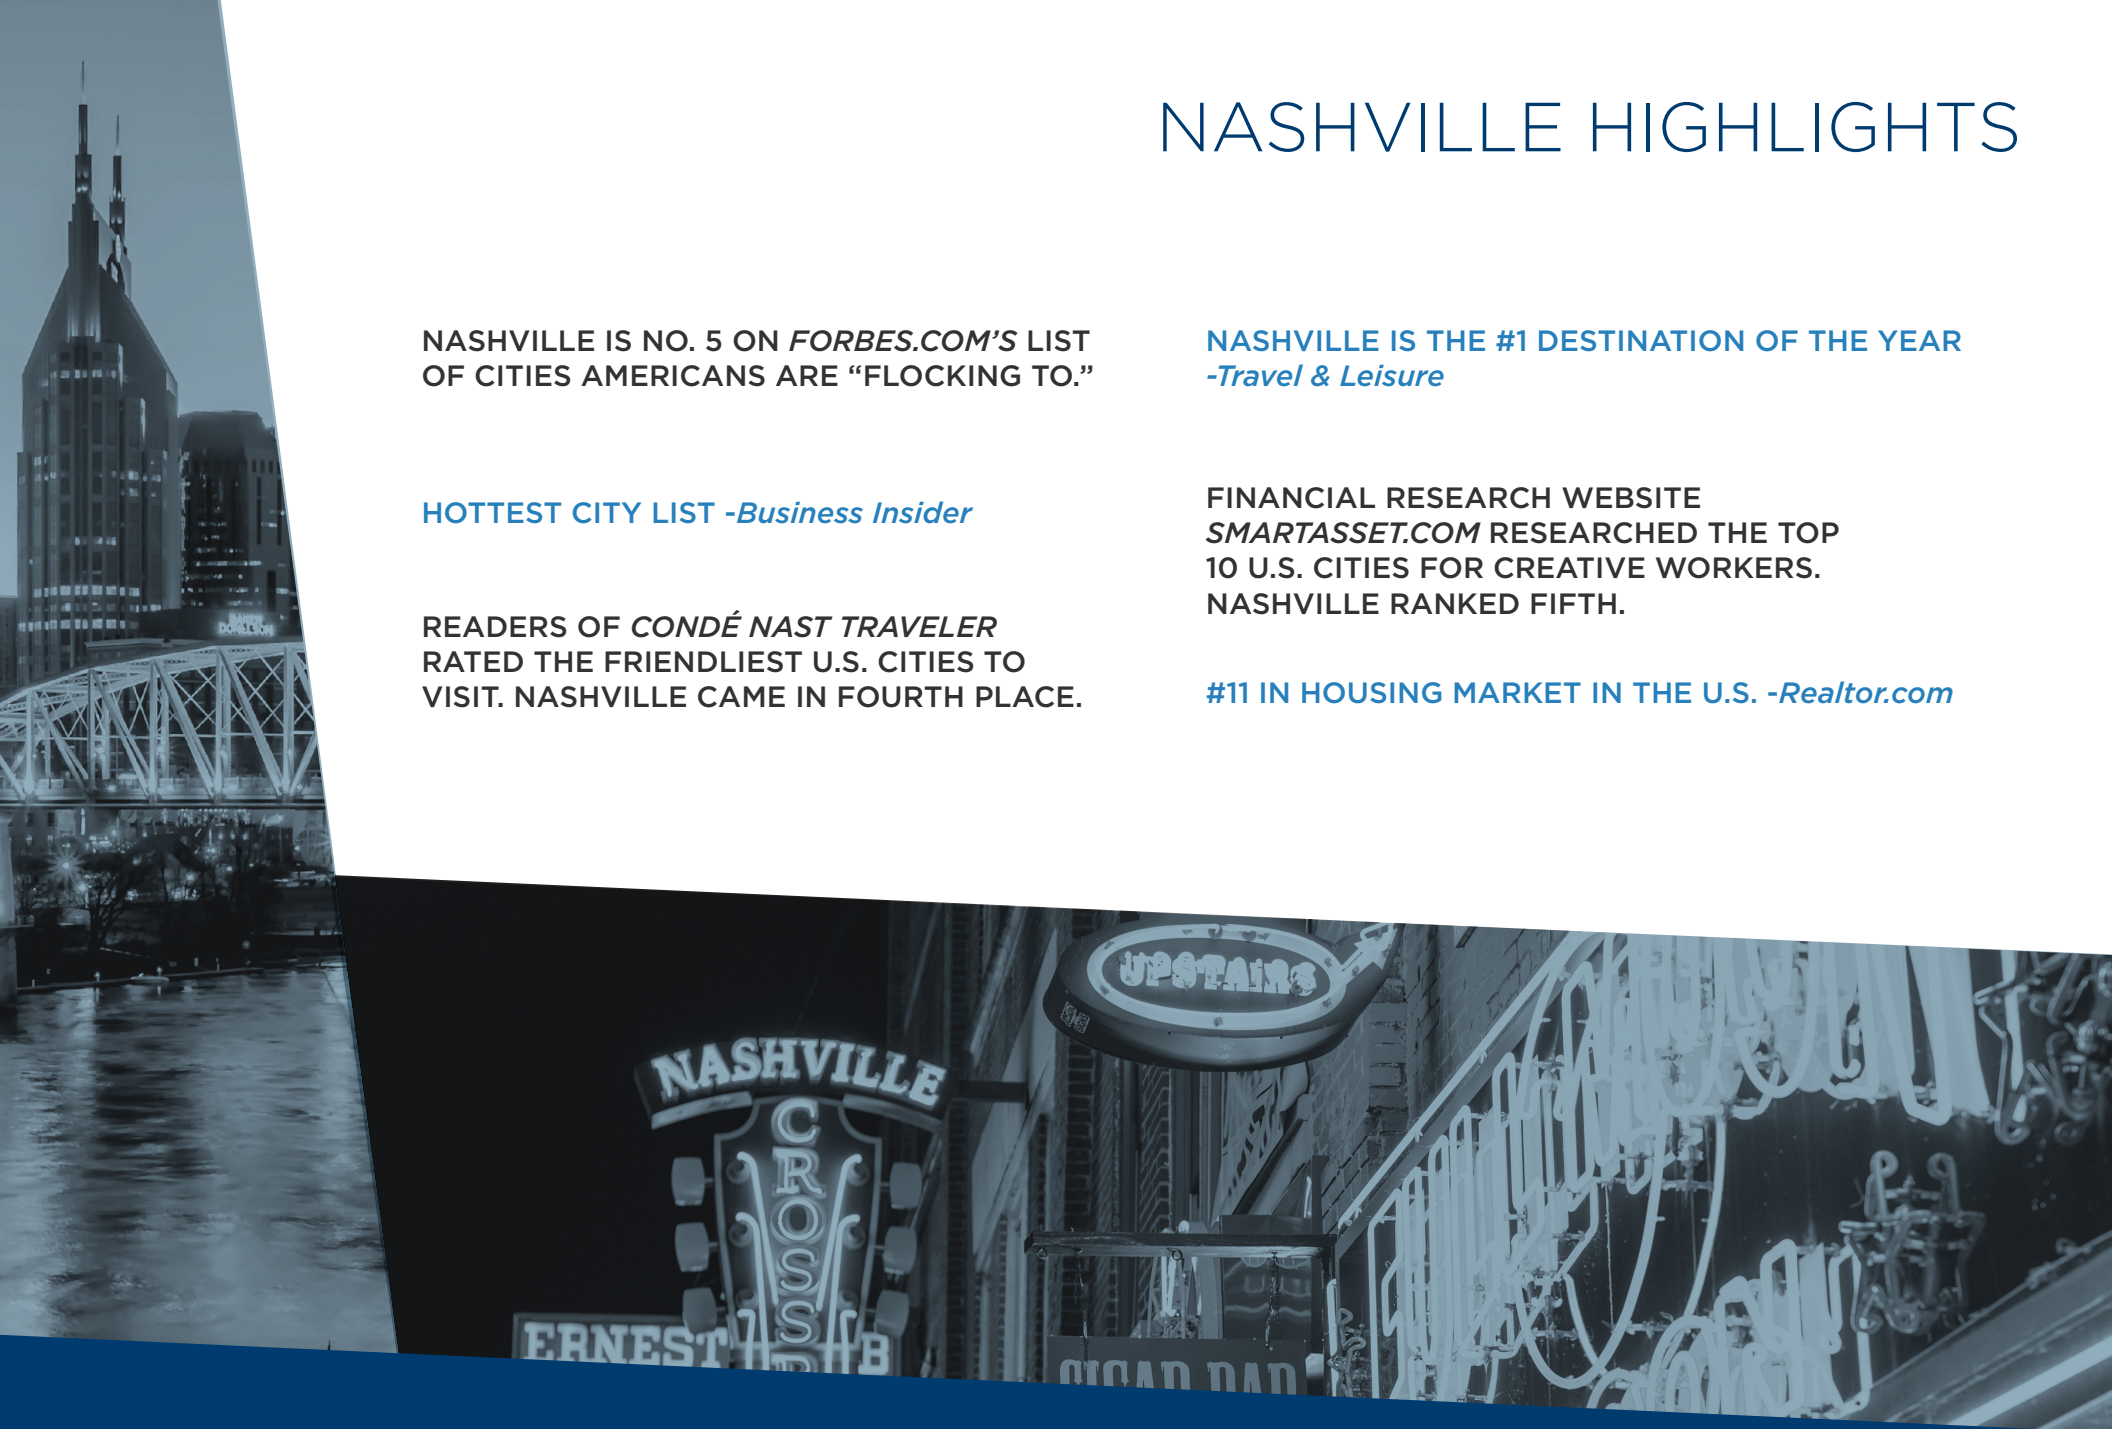 NASHVILLE HIGHLIGHTS
NASHVILLE IS NO. 5 ON FORBES.COM’S LIST
OF CITIES AMERICANS ARE “FLOCKING TO.”
HOTTEST CITY LIST -Business Insider
READERS OF CONDÉ NAST TRAVELER
RATED THE FRIENDLIEST U.S. CITIES TO
VISIT. NASHVILLE CAME IN FOURTH PLACE.
NASHVILLE IS THE #1 DESTINATION OF THE YEAR
-Travel & Leisure
FINANCIAL RESEARCH WEBSITE
SMARTASSET.COM RESEARCHED THE TOP
10 U.S. CITIES FOR CREATIVE WORKERS.
NASHVILLE RANKED FIFTH.
#11 IN HOUSING MARKET IN THE U.S. -Realtor.com
UPSTAIRS
NASHVILLE
CROSSR
ERNEST
B